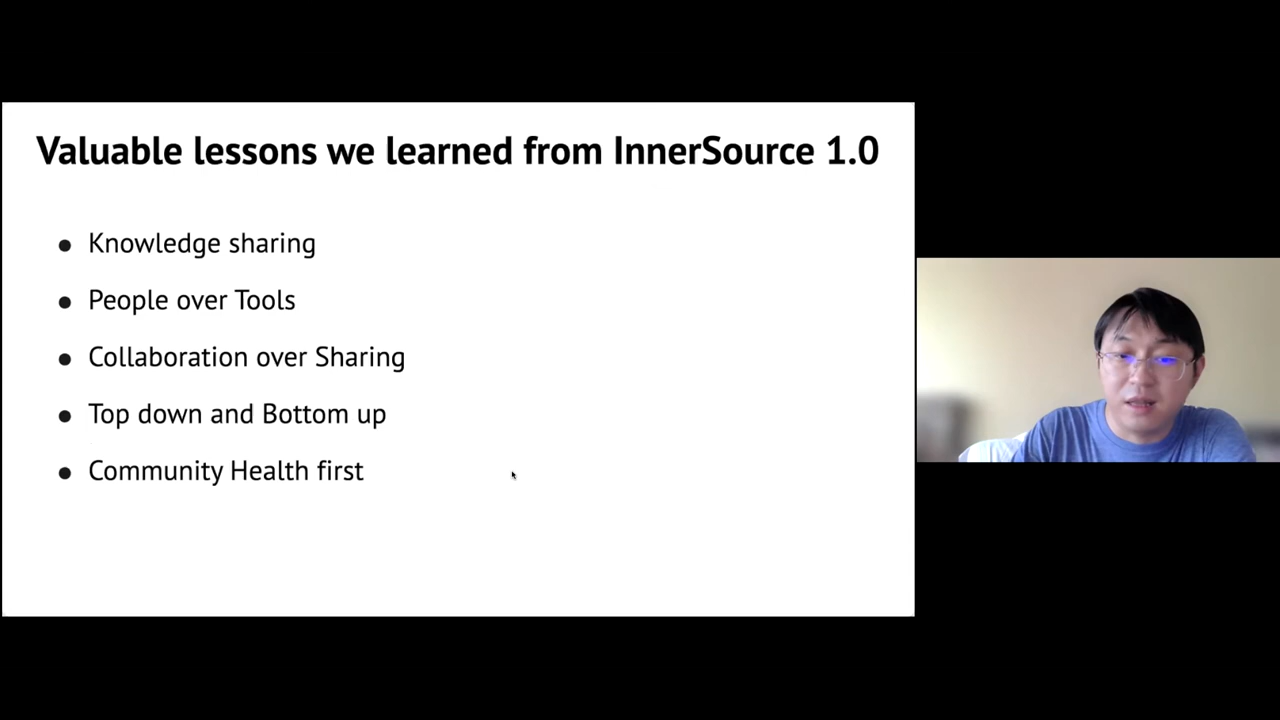 Valuable lessons we learned from InnerSource 1.0
● Knowledge sharing
● People over Tools
● Collaboration over Sharing
● Top down and Bottom up
● Community Health first